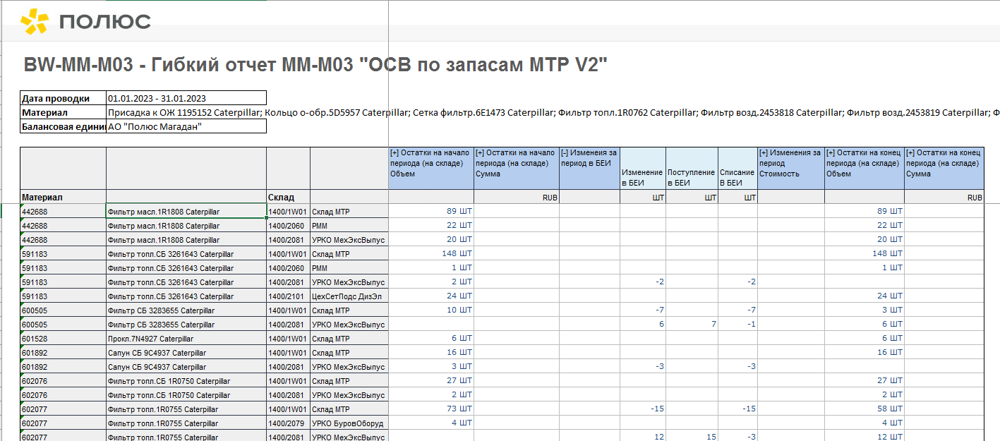 ПОЛЮС
BW-MM-M03 - Гибкий отчет MM-M03 "ОСВ по запасам МТР V2"
Дата проводки 01.01.2023 - 31.01.2023
Материал Присадка к ОЖ 1195152 Caterpillar; Кольцо о-обр.5D5957 Caterpillar; Сетка фильтр.6E1473 Caterpillar; Фильтр топл.1R0762 Caterpillar; Фильтр возд.2453818 Caterpillar; Фильтр возд.2453819 Caterpillar; Ф
Балансовая едини АО "Полюс Магадан"
[+] Остатки на начало [+] Остатки на начало [-] Изменеия за [+] Изменения за [+] Остатки на конец [+] Остатки на конец
периода (на складе) периода (на складе) период в БЕИ период периода (на складе) периода (на складе)
Объем Сумма Изменение Поступление Списание Стоимость Объем Сумма
в БЕИ в БЕИ В БЕИ
Материал Склад RUB ШТ ШТ ШТ RUB
442688 Фильтр масл.1R1808 Caterpillar 1400/1W01 Склад МТР 89 ШТ 89 ШТ
442688 Фильтр масл.1R1808 Caterpillar 1400/2060 РММ 22 ШТ 22 ШТ
442688 Фильтр масл.1R1808 Caterpillar 1400/2081 УРКО МехЭксВыпус 20 ШТ 20 ШТ
591183 Фильтр топл.СБ 3261643 Caterpillar 1400/1W01 Склад МТР 148 ШТ 148 ШТ
591183 Фильтр топл.СБ 3261643 Caterpillar 1400/2060 РММ 1 ШТ 1 ШТ
591183 Фильтр топл.СБ 3261643 Caterpillar 1400/2081 УРКО МехЭксВыпус 2 ШТ -2 -2
591183 Фильтр топл.СБ 3261643 Caterpillar 1400/2101 ЦехСетПодс ДизЭл 24 ШТ 24 ШТ
600505 Фильтр СБ 3283655 Caterpillar 1400/1W01 Склад МТР 10 ШТ -7 -7 3 ШТ
600505 Фильтр СБ 3283655 Caterpillar 1400/2081 УРКО МехЭксВыпус 6 7 -1 6 ШТ
601528 Прокл.7N4927 Caterpillar 1400/1W01 Склад МТР 6 ШТ 6 ШТ
601892 Сапун СБ 9C4937 Caterpillar 1400/1W01 Склад МТР 16 ШТ 16 ШТ
601892 Сапун СБ 9C4937 Caterpillar 1400/2081 УРКО МехЭксВыпус 3 ШТ -3 -3
602076 Фильтр топл.СБ 1R0750 Caterpillar 1400/1W01 Склад МТР 27 ШТ 27 ШТ
602076 Фильтр топл.СБ 1R0750 Caterpillar 1400/2081 УРКО МехЭксВыпус 2 ШТ 2 ШТ
602077 Фильтр топл.1R0755 Caterpillar 1400/1W01 Склад МТР 73 ШТ -15 -15 58 ШТ
602077 Фильтр топл.1R0755 Caterpillar 1400/2079 УРКО БуровОборуд 4 ШТ 4 ШТ
602077 Фильтр топл.1R0755 Caterpillar 1400/2081 УРКО МехЭксВыпус 12 15 -3 12 ШТ